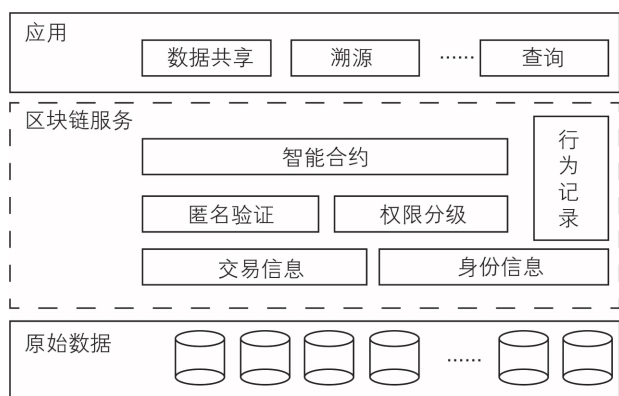 应用
数据共享 溯源 ······ 查询
区块链服务
智能合约
行为记录
匿名验证 权限分级
交易信息 身份信息
原始数据 ······